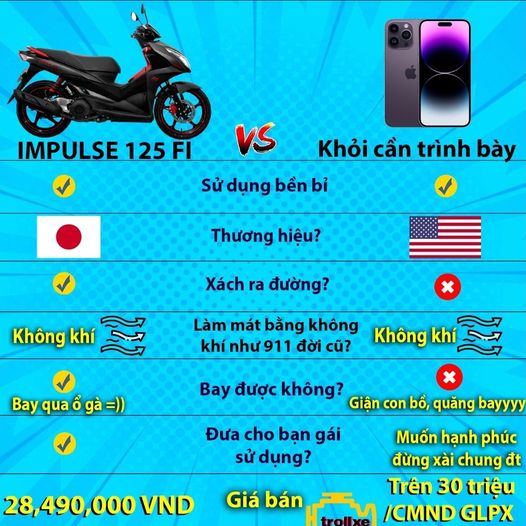 IMPULSE 125 FI
VS
Khỏi cần trình bày
Sử dụng bền bỉ
Thương hiệu?
Xách ra đường?
Không khí
Làm mát bằng không
khí như 911 đời cũ?
Không khí
Bay được không?
Bay qua ổ gà =))
Giận con bồ, quăng bayyyy
Đưa cho bạn gái
sử dụng?
Muốn hạnh phúc
đừng xài chung đt
28,490,000 VND
Giá bán
trollxe
Trên 30 triệu
/CMND GLPX